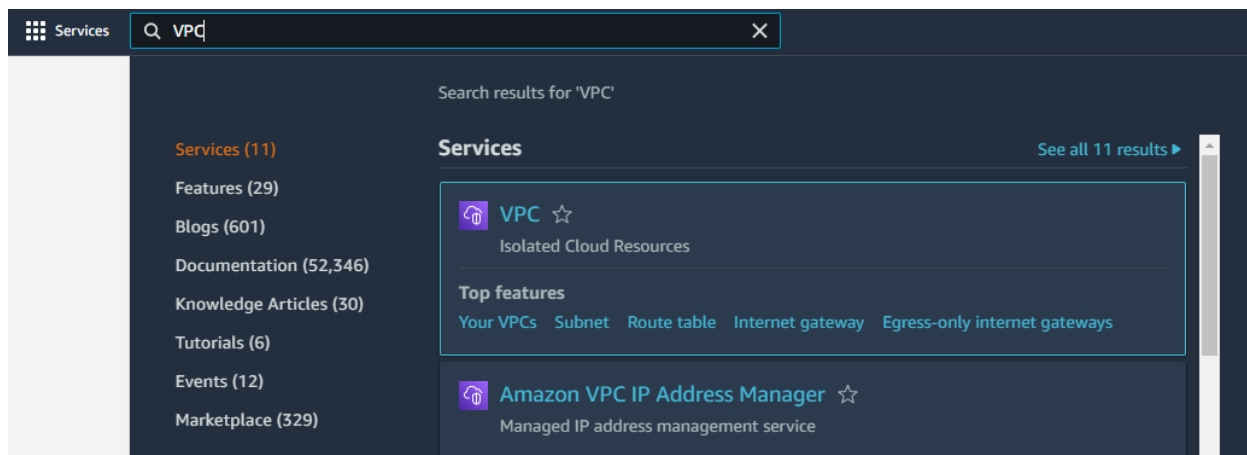 Services
VPC
Search results for 'VPC'
Services (11)
Features (29)
Blogs (601)
Documentation (52,346)
Knowledge Articles (30)
Tutorials (6)
Events (12)
Marketplace (329)
Services
See all 11 results
VPC
Isolated Cloud Resources
Top features
Your VPCs Subnet Route table Internet gateway Egress-only internet gateways
Amazon VPC IP Address Manager
Managed IP address management service